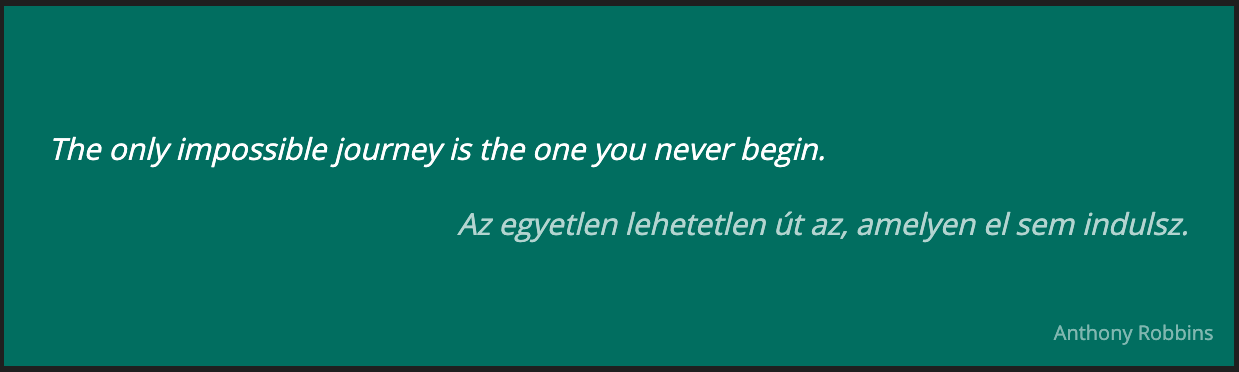 The only impossible journey is the one you never begin.
Az egyetlen lehetetlen út az, amelyen el sem indulsz.
Anthony Robbins